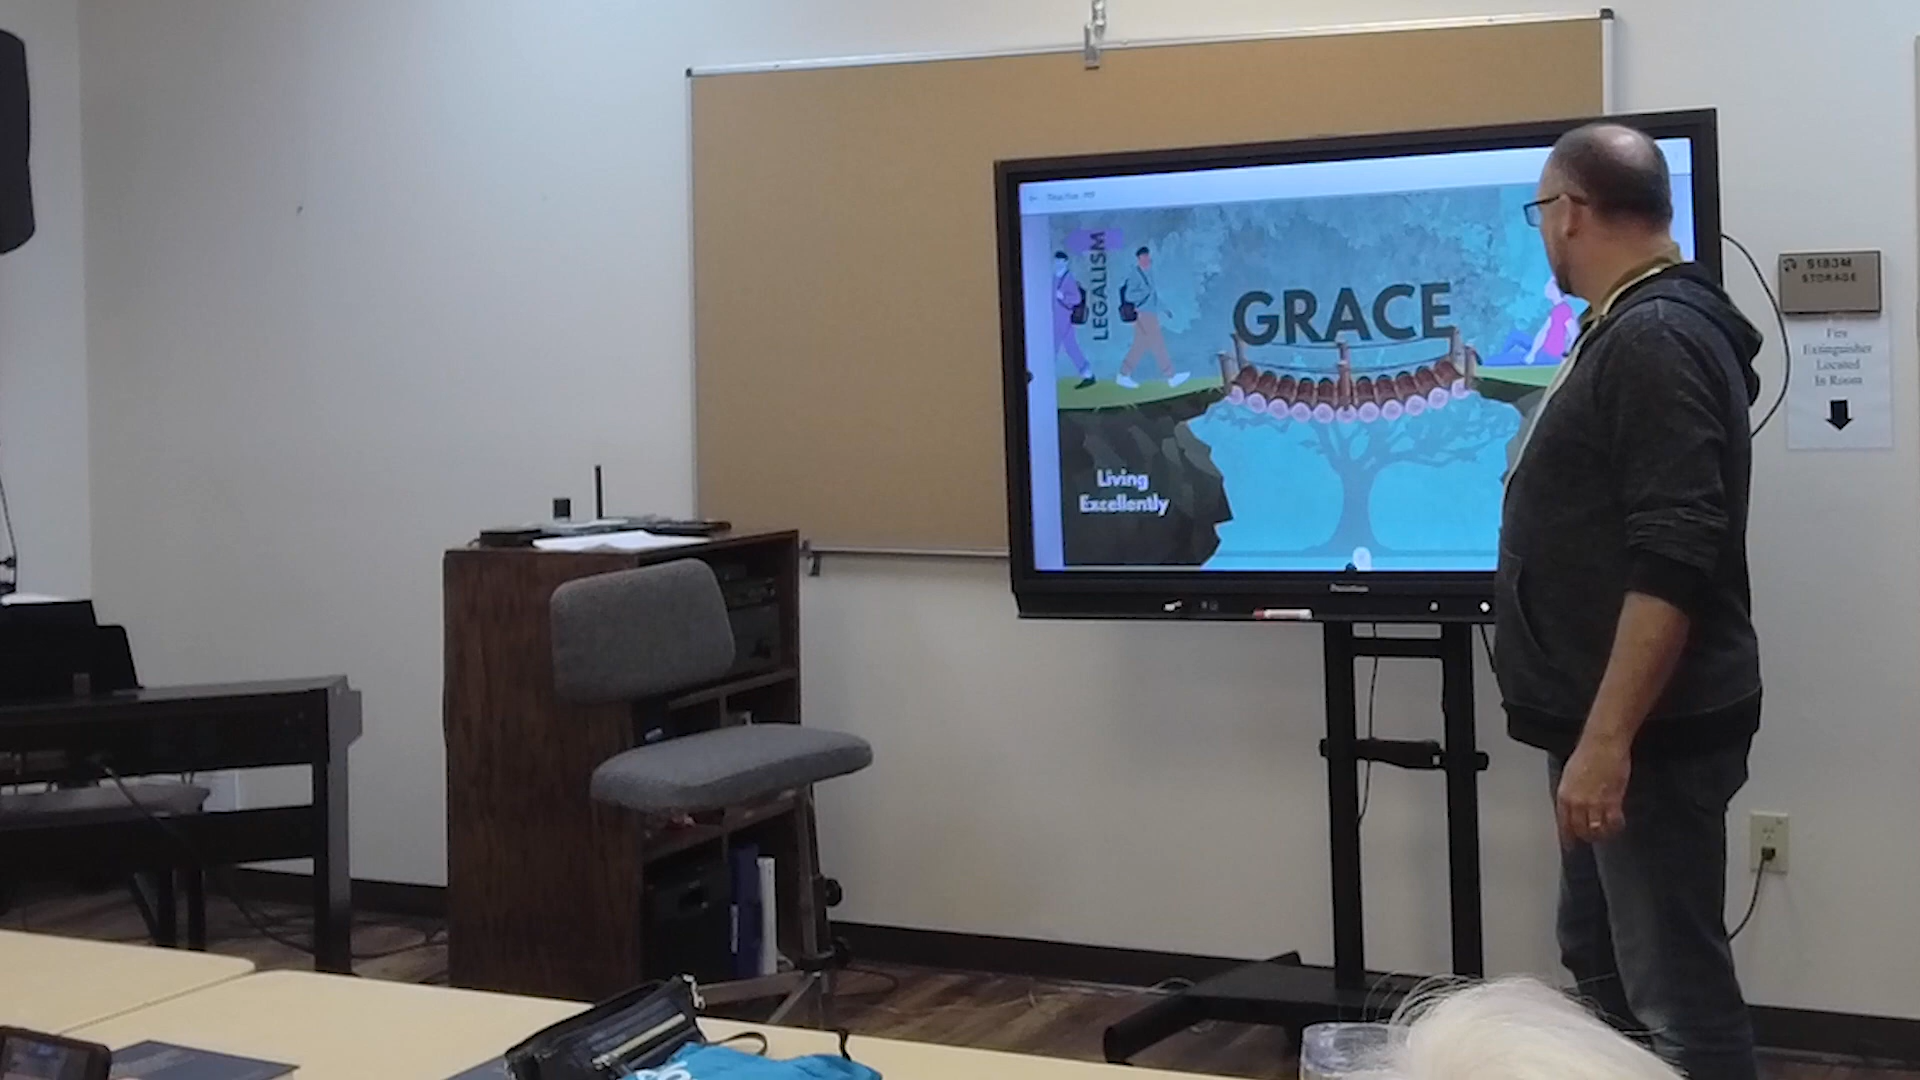 LEGALISM
GRACE
Living
Excellently
S183M
STORAGE
Fire
Extinguisher
Located
In Room